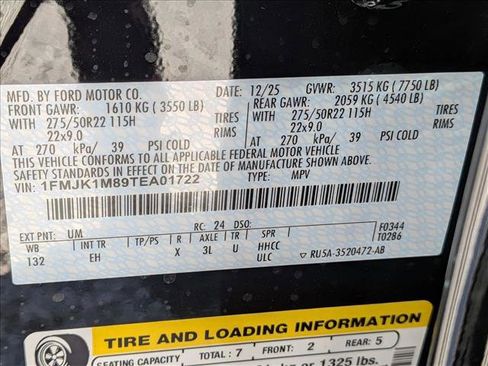 MFD. BY FORD MOTOR CO. DATE: 12/25 GVWR: 3515 KG ( 7750 LB)
FRONT GAWR: 1610 KG ( 3550 LB) REAR GAWR: 2059 KG ( 4540 LB)
WITH 275/50R22 115H TIRES WITH 275/50R22 115H TIRES
22x9.0 RIMS 22x9.0 RIMS
AT 270 kPa/ 39 PSI COLD AT 270 kPa/ 39 PSI COLD
THIS VEHICLE CONFORMS TO ALL APPLICABLE FEDERAL MOTOR VEHICLE
SAFETY STANDARDS IN EFFECT ON THE DATE OF MANUFACTURE SHOWN ABOVE.
VIN: 1FMJK1M89TEA01722 TYPE: MPV
EXT PNT: UM RC: 24 DSO: F0344
WB INT TR TP/PS R AXLE TR SPR T0286
132 EH X 3L U HHCC
ULC RU5A-3520472-AB
TIRE AND LOADING INFORMATION
SEATING CAPACITY TOTAL: 7 FRONT: 2 REAR: 5
kg or 1325 lbs.